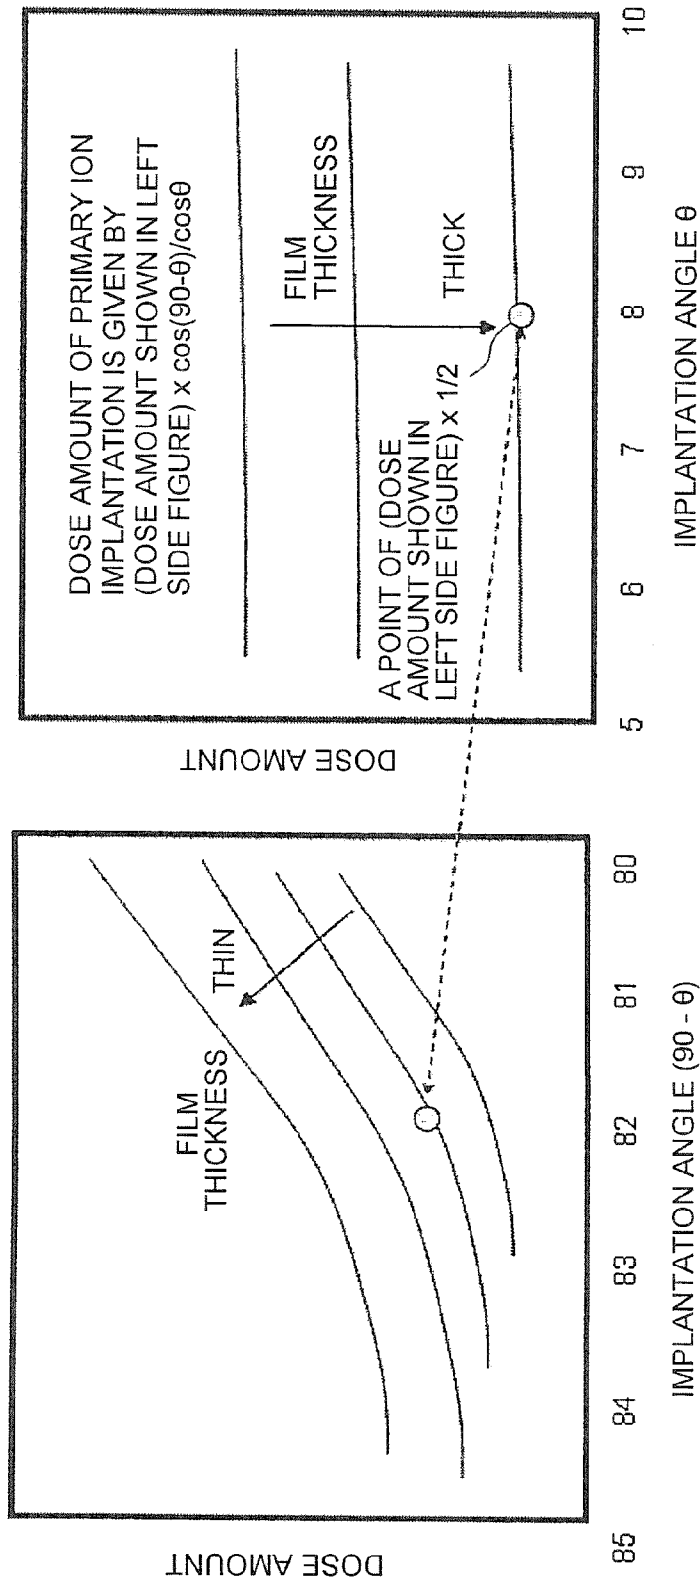 DOSE AMOUNT
FILM
THICKNESS
THIN
85
84
83
82
81
80
IMPLANTATION ANGLE (90 - θ)
DOSE AMOUNT
DOSE AMOUNT OF PRIMARY ION
IMPLANTATION IS GIVEN BY
(DOSE AMOUNT SHOWN IN LEFT
SIDE FIGURE) x cos(90-θ)/cosθ
FILM
THICKNESS
THICK
A POINT OF (DOSE
AMOUNT SHOWN IN
LEFT SIDE FIGURE) x 1/2
5
6
7
8
9
10
IMPLANTATION ANGLE θ